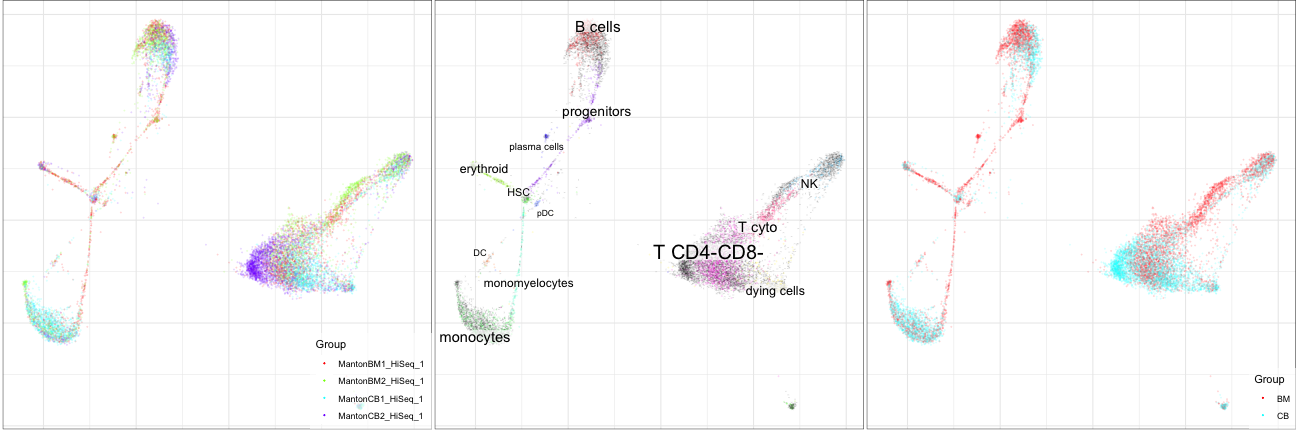 Group
MantonBM1_HiSeq_1
MantonBM2_HiSeq_1
MantonCB1_HiSeq_1
MantonCB2_HiSeq_1
B cells
progenitors
plasma cells
erythroid
HSC
pDC
NK
T cyto
T CD4-CD8-
DC
monomyelocytes
dying cells
monocytes
Group
BM
CB